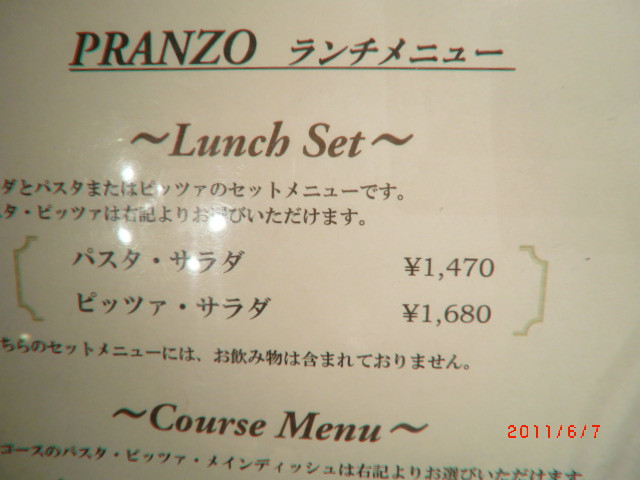 PRANZO ランチメニュー
～Lunch Set～
ダとパスタまたはピッツァのセットメニューです。
タ・ピッツァは右記よりお選びいただけます。
パスタ・サラダ ¥1,470
ピッツァ・サラダ ¥1,680
ちらのセットメニューには、お飲み物は含まれておりません。
～Course Menu～
コースのパスタ・ピッツァ・メインディッシュは右記よりお選びいただけます
2011/6/7